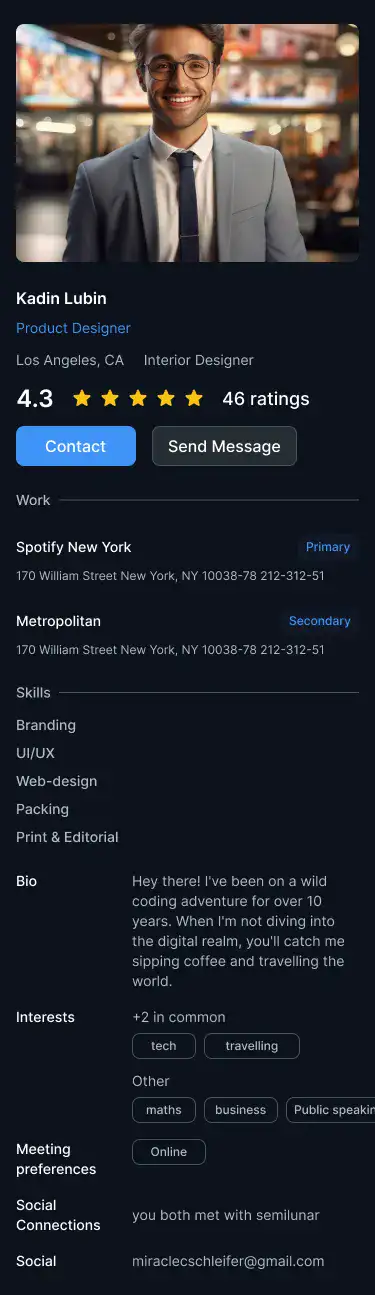 Kadin Lubin
Product Designer
Los Angeles, CA Interior Designer
4.3 46 ratings
Contact Send Message
Work
Spotify New York Primary
170 William Street New York, NY 10038-78 212-312-51
Metropolitan Secondary
170 William Street New York, NY 10038-78 212-312-51
Skills
Branding
UI/UX
Web-design
Packing
Print & Editorial
Bio
Hey there! I've been on a wild
coding adventure for over 10
years. When I'm not diving into
the digital realm, you'll catch me
sipping coffee and travelling the
world.
Interests
+2 in common
tech travelling
Other
maths business Public speakin
Meeting
preferences
Online
Social
Connections
you both met with semilunar
Social
miraclecschleifer@gmail.com